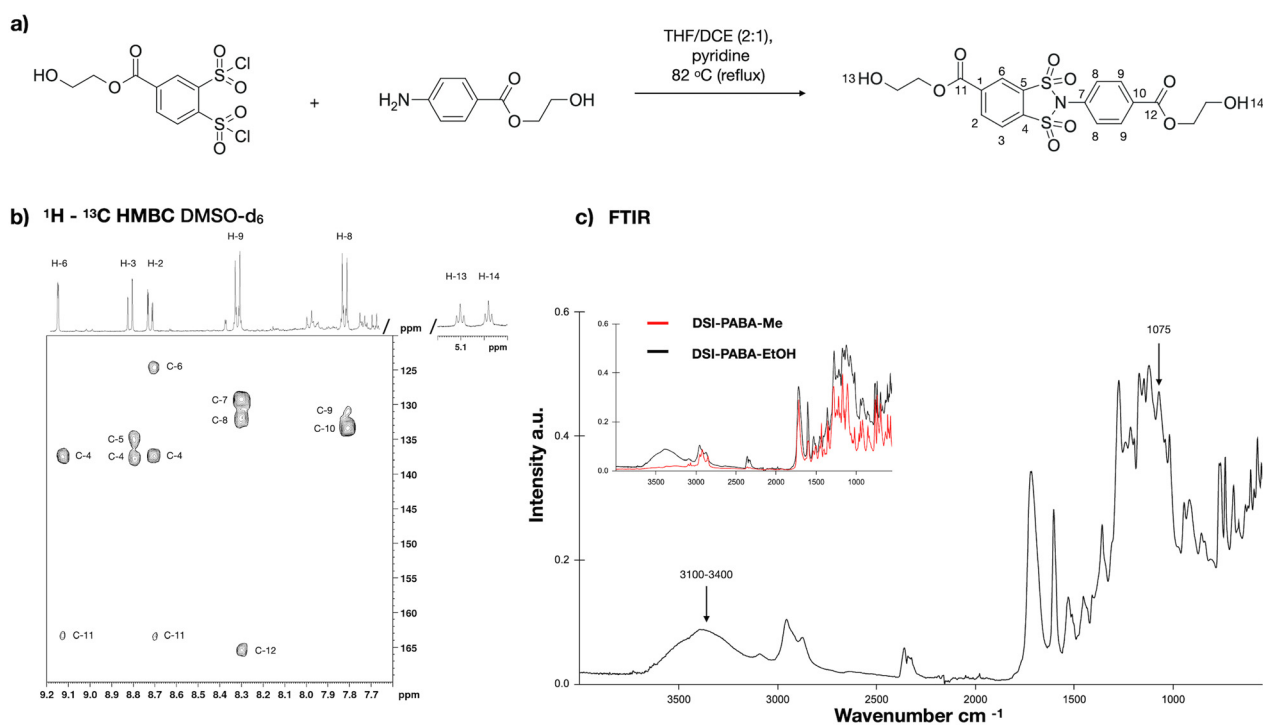 a)
THF/DCE (2:1),
pyridine
82 ºC (reflux)
HO
O
O
S
O
O
Cl
S
O
O
Cl
+
H₂N
O
O
OH
13
HO
O
O
11
1
2
3
4
5
6
O
O
S
N
S
O
O
7
8
8
9
9
10
O
12
O
OH 14
b) ¹H - ¹³C HMBC DMSO-d₆
H-6
H-3
H-2
H-9
H-8
H-13
H-14
ppm
5.1
ppm
C-6
C-7
C-8
C-9
C-10
C-5
C-4
C-4
C-4
C-11
C-11
C-12
125
130
135
140
145
150
155
160
165
9.2 9.1 9.0 8.9 8.8 8.7 8.6 8.5 8.4 8.3 8.2 8.1 8.0 7.9 7.8 7.7 ppm
c) FTIR
DSI-PABA-Me
DSI-PABA-EtOH
0.6
0.4
0.2
0.0
3500 3000 2500 2000 1500 1000
1075
3100-3400
Intensity a.u.
0.6
0.4
0.2
0.0
3500 3000 2500 2000 1500 1000
Wavenumber cm ⁻¹